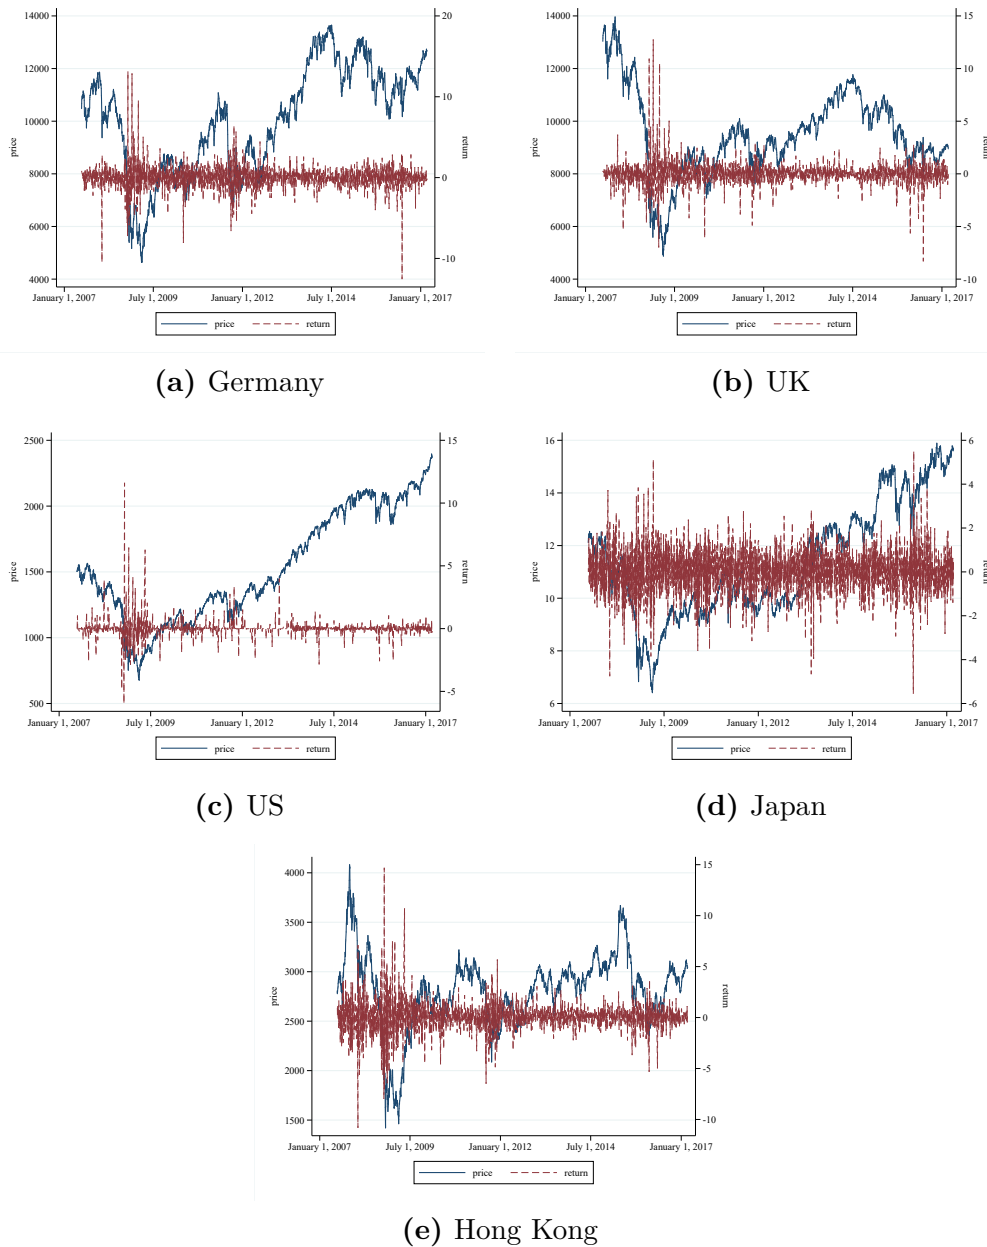 14000
12000
10000
8000
6000
4000
price
20
10
0
-10
return
January 1, 2007
July 1, 2009
January 1, 2012
July 1, 2014
January 1, 2017
price
return
(a) Germany
14000
12000
10000
8000
6000
4000
price
15
10
5
0
-5
-10
return
January 1, 2007
July 1, 2009
January 1, 2012
July 1, 2014
January 1, 2017
price
return
(b) UK
2500
2000
1500
1000
500
price
15
10
5
0
-5
return
January 1, 2007
July 1, 2009
January 1, 2012
July 1, 2014
January 1, 2017
price
return
(c) US
16
14
12
10
8
6
price
6
4
2
0
-2
-4
-6
return
January 1, 2007
July 1, 2009
January 1, 2012
July 1, 2014
January 1, 2017
price
return
(d) Japan
4000
3500
3000
2500
2000
1500
price
15
10
5
0
-5
-10
return
January 1, 2007
July 1, 2009
January 1, 2012
July 1, 2014
January 1, 2017
price
return
(e) Hong Kong